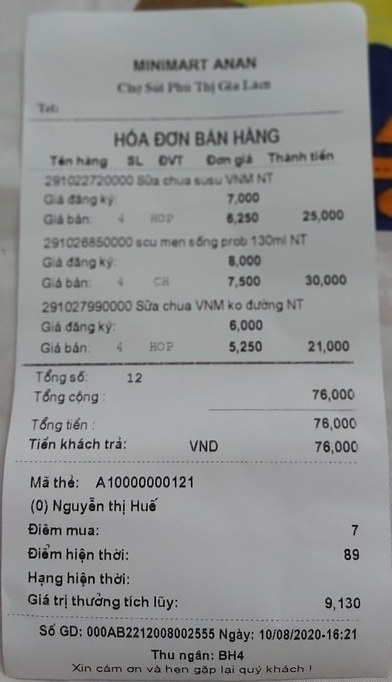 MINIMART ANAN
Chợ Sủi Phú Thị Gia Lâm
Tel:
HÓA ĐƠN BÁN HÀNG
Tên hàng SL ĐVT Đơn giá Thành tiền
291022720000 Sữa chua susu VNM NT
Giá đăng ký: 7,000
Giá bán: 4 HOP 6,250 25,000
291026850000 scu men sống prob 130ml NT
Giá đăng ký: 8,000
Giá bán: 4 CH 7,500 30,000
291027990000 Sữa chua VNM ko đường NT
Giá đăng ký: 6,000
Giá bán: 4 HOP 5,250 21,000
Tổng số: 12
Tổng cộng : 76,000
Tổng tiền : 76,000
Tiền khách trả: VND 76,000
Mã thẻ: A10000000121
(0) Nguyễn thị Huế
Điểm mua: 7
Điểm hiện thời: 89
Hạng hiện thời:
Giá trị thưởng tích lũy: 9,130
Số GD: 000AB2212008002555 Ngày: 10/08/2020-16:21
Thu ngân: BH4
Xin cám ơn và hẹn gặp lại quý khách !